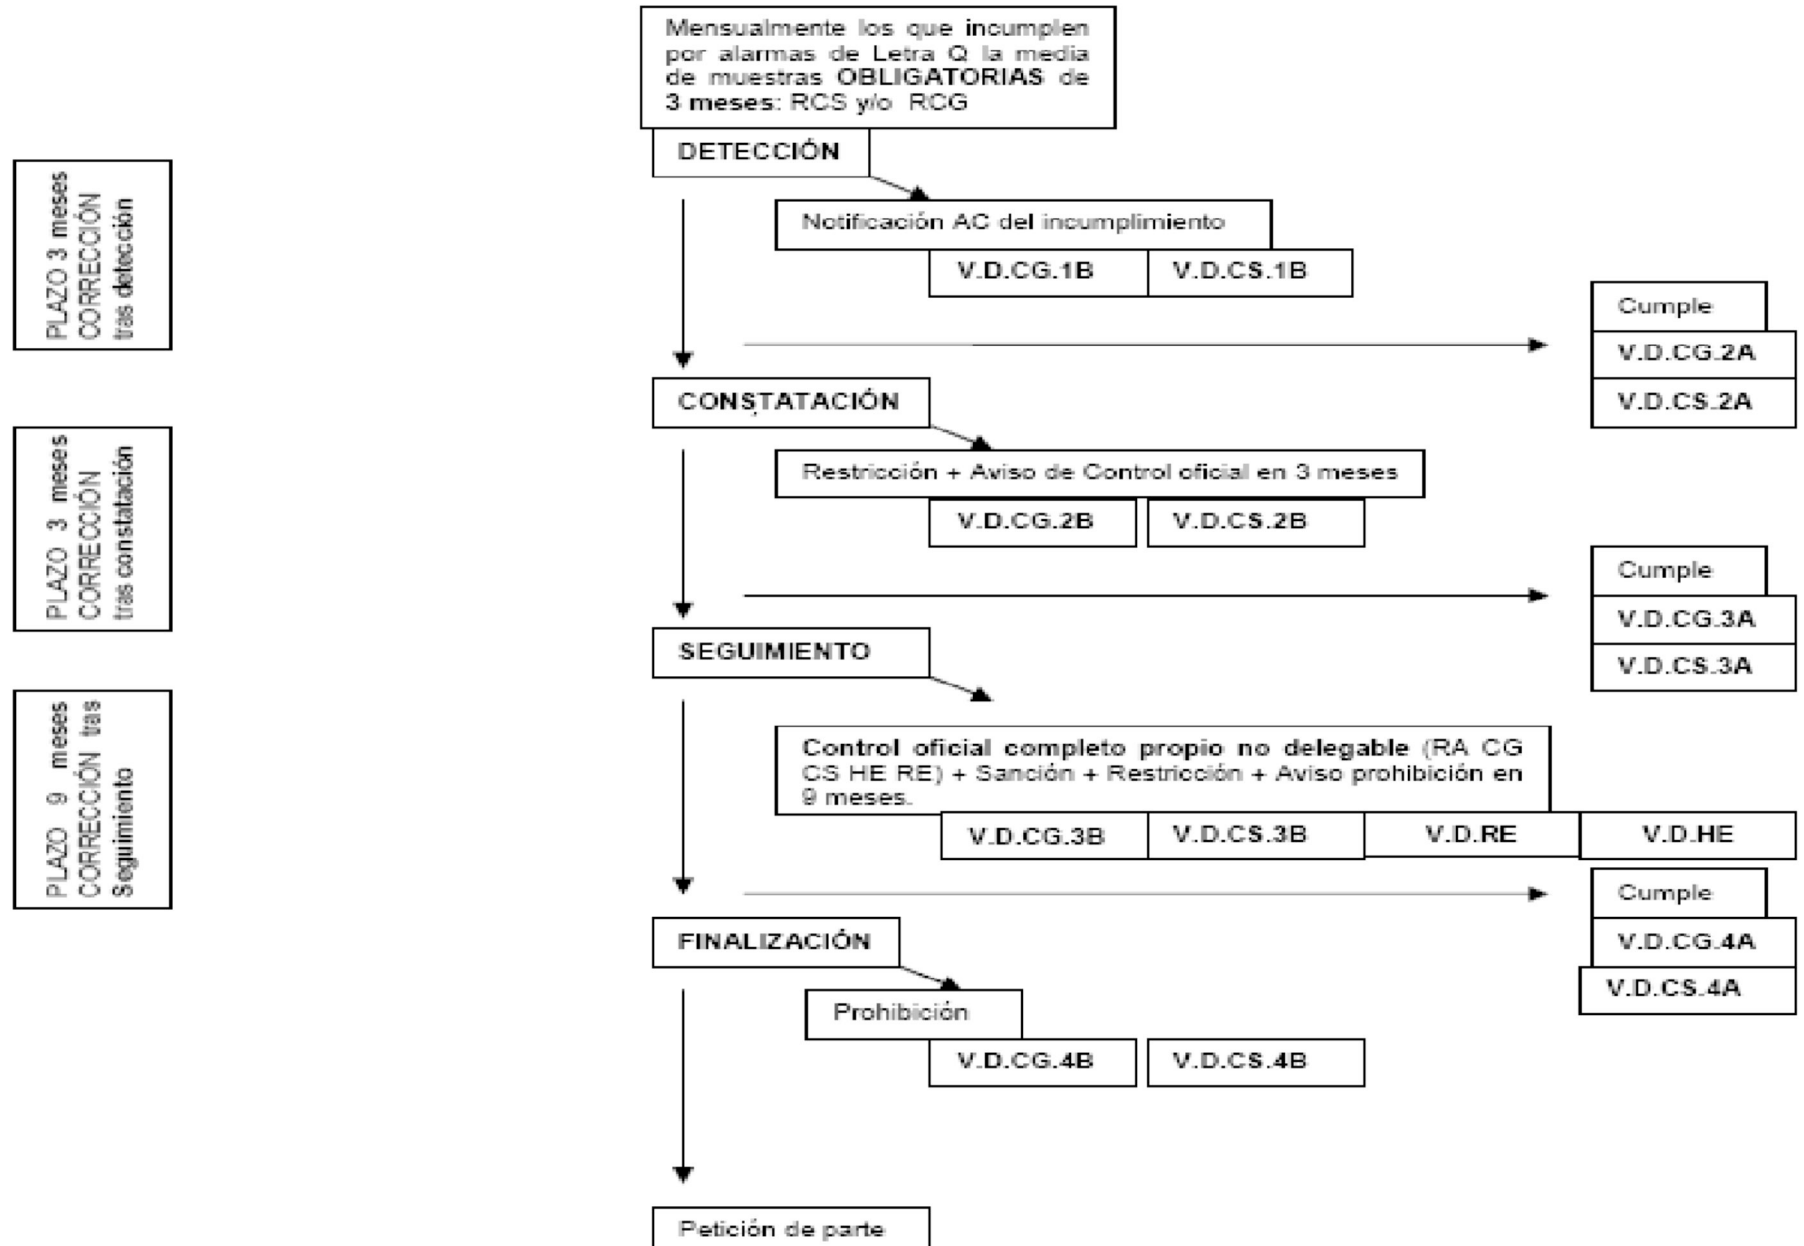 Mensualmente los que incumplen
por alarmas de Letra Q la media
de muestras OBLIGATORIAS de
3 meses: RCS y/o RCG
DETECCIÓN
PLAZO 3 meses
CORRECCIÓN
tras detección
Notificación AC del incumplimiento
V.D.CG.1B
V.D.CS.1B
Cumple
V.D.CG.2A
V.D.CS.2A
CONSTATACIÓN
PLAZO 3 meses
CORRECCIÓN
tras constatación
Restricción + Aviso de Control oficial en 3 meses
V.D.CG.2B
V.D.CS.2B
Cumple
V.D.CG.3A
V.D.CS.3A
SEGUIMIENTO
PLAZO 9 meses
CORRECCIÓN tras
Seguimiento
Control oficial completo propio no delegable (RA CG
CS HE RE) + Sanción + Restricción + Aviso prohibición en
9 meses.
V.D.CG.3B
V.D.CS.3B
V.D.RE
V.D.HE
Cumple
V.D.CG.4A
V.D.CS.4A
FINALIZACIÓN
Prohibición
V.D.CG.4B
V.D.CS.4B
Petición de parte